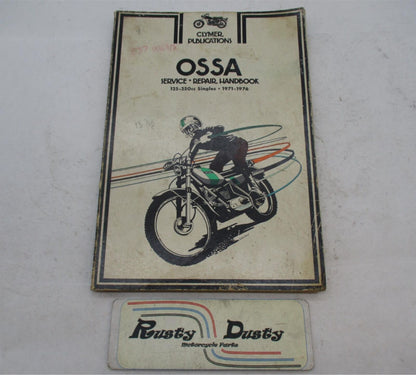 CLYMER
PUBLICATIONS
OSSA
SERVICE • REPAIR HANDBOOK
125-250cc Singles • 1971-1976
Rusty Dusty
Motorcycle Parts